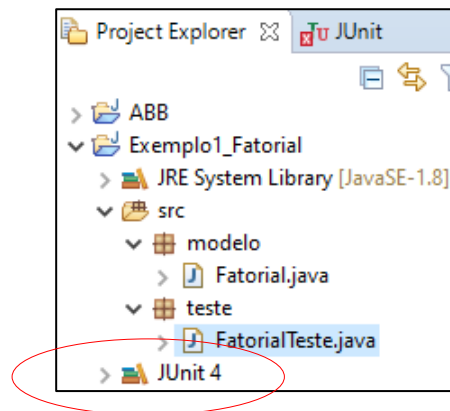 Project Explorer JUnit
ABB
Exemplo1_Fatorial
JRE System Library [JavaSE-1.8]
src
modelo
Fatorial.java
teste
FatorialTeste.java
JUnit 4